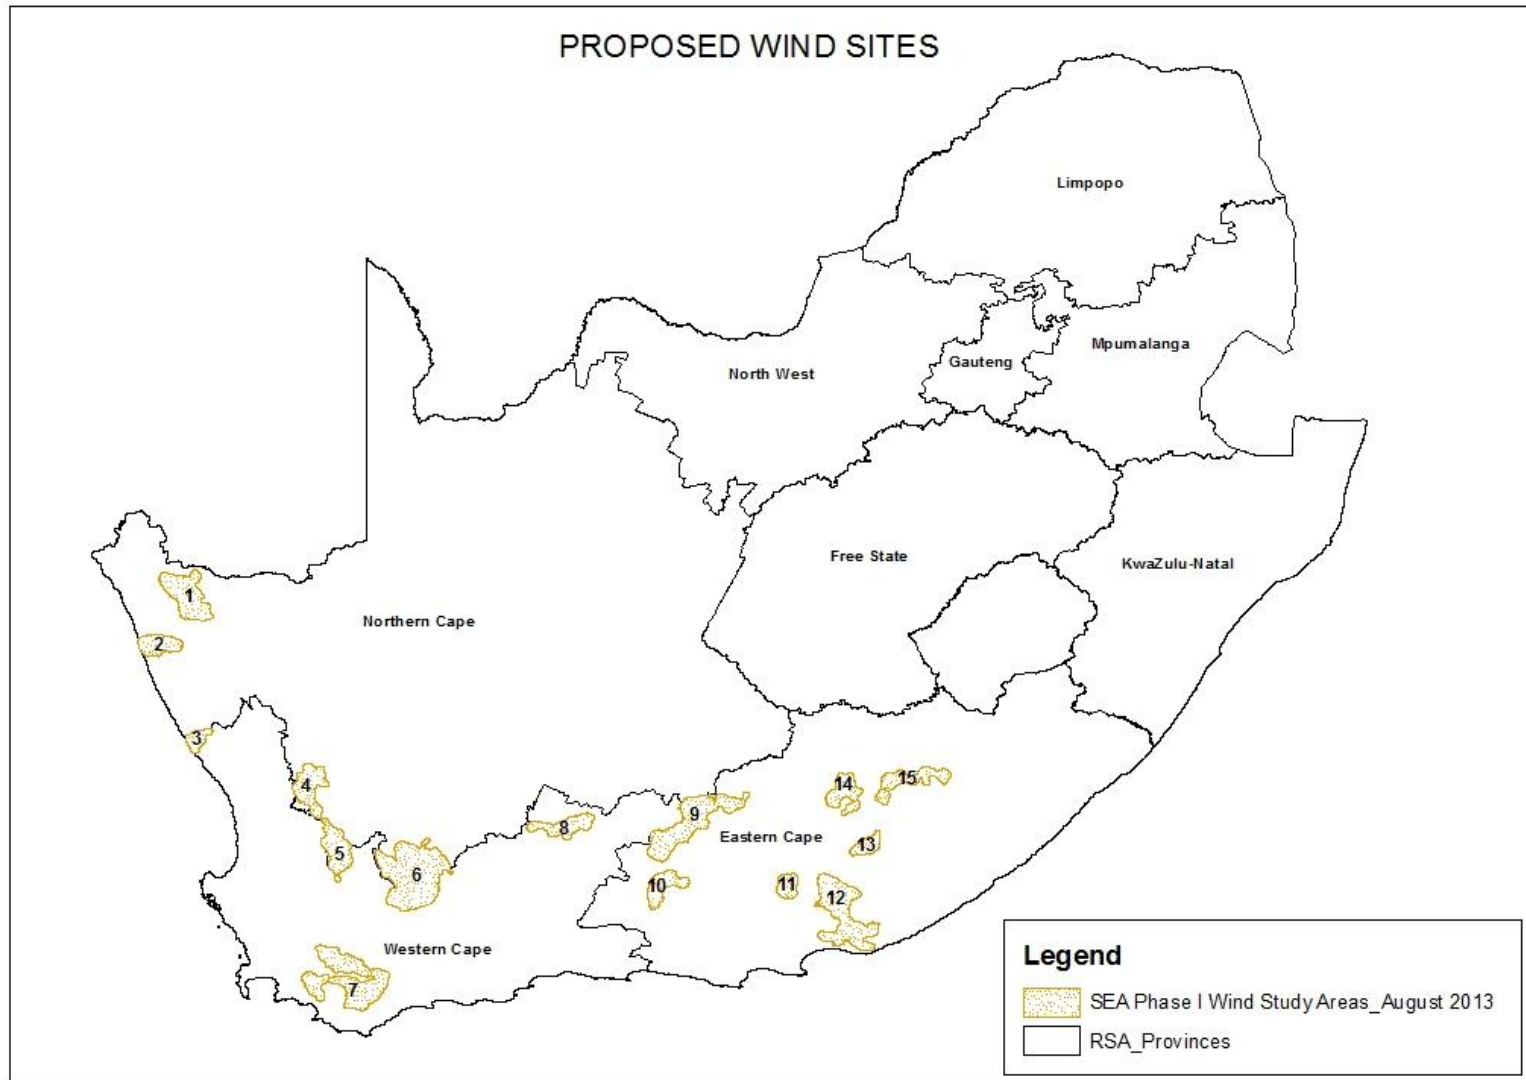 PROPOSED WIND SITES
Limpopo
Mpumalanga
Gauteng
North West
Free State
KwaZulu-Natal
1
Northern Cape
2
3
4
14
15
9
8
Eastern Cape
13
5
6
10
11
12
Western Cape
7
Legend
SEA Phase I Wind Study Areas_August 2013
RSA_Provinces